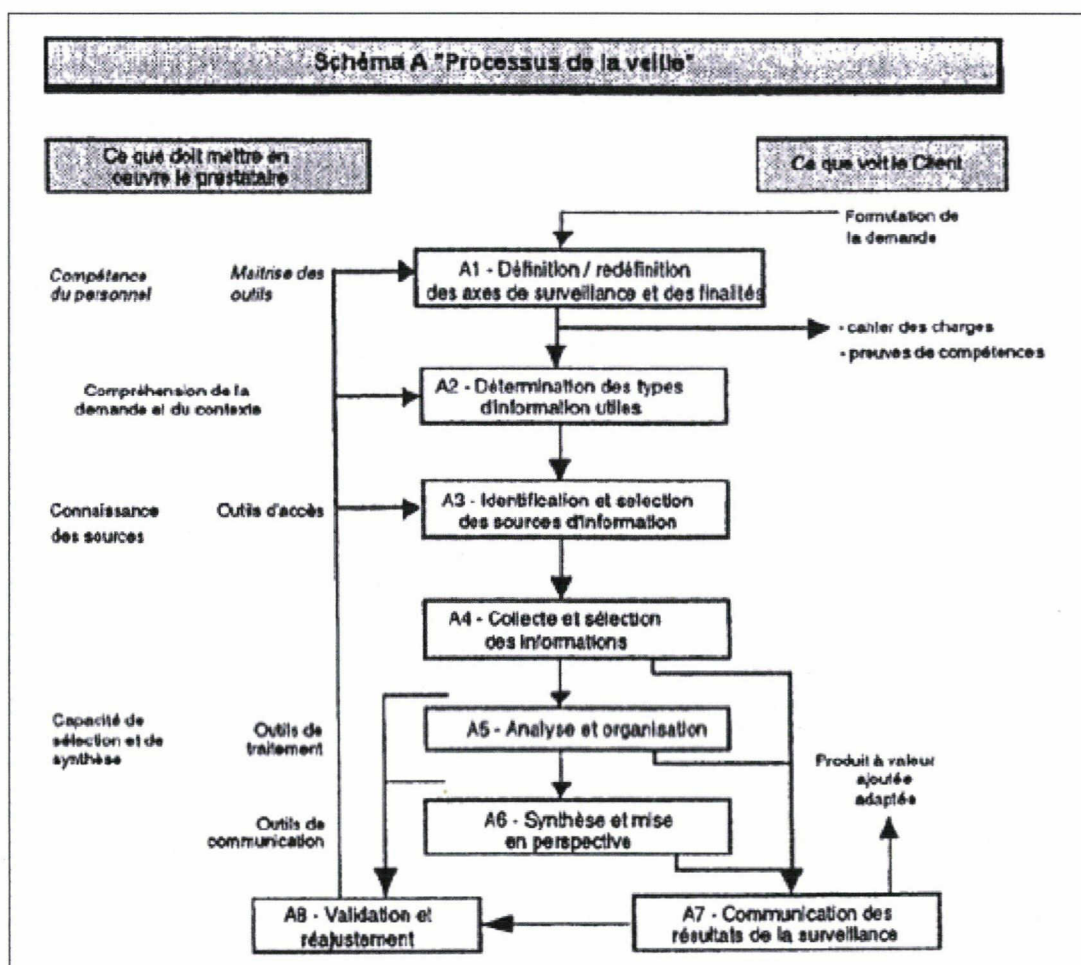 Schéma A "Processus de la veille"
Ce que doit mettre en
oeuvre le prestataire
Ce que voit le Client
Formulation de
la demande
Compétence
du personnel
Maîtrise des
outils
A1 - Définition / redéfinition
des axes de surveillance et des finalités
- cahier des charges
- preuves de compétences
Compréhension de la
demande et du contexte
A2 - Détermination des types
d'information utiles
Connaissance
des sources
Outils d'accès
A3 - Identification et selection
des sources d'information
A4 - Collecte et sélection
des informations
Capacité de
sélection et de
synthèse
Outils de
traitement
A5 - Analyse et organisation
Produit à valeur
ajoutée
adaptée
Outils de
communication
A6 - Synthèse et mise
en perspective
A8 - Validation et
réajustement
A7 - Communication des
résultats de la surveillance